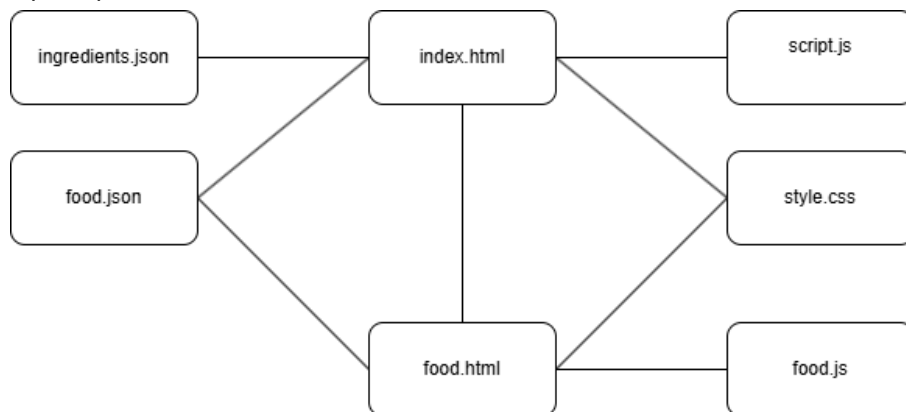 ingredients.json
index.html
script.js
food.json
style.css
food.html
food.js